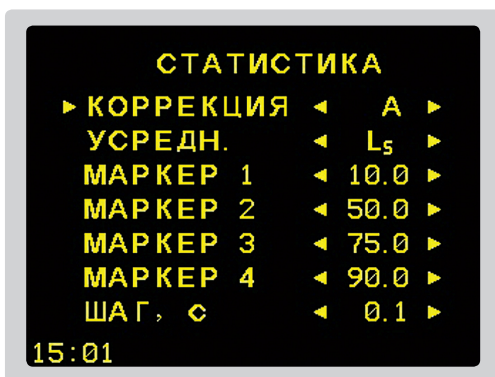 СТАТИСТИКА
►КОРРЕКЦИЯ ◄ A ►
УСРЕДН. ◄ Ls ►
МАРКЕР 1 ◄ 10.0 ►
МАРКЕР 2 ◄ 50.0 ►
МАРКЕР 3 ◄ 75.0 ►
МАРКЕР 4 ◄ 90.0 ►
ШАГ, с ◄ 0.1 ►
15:01